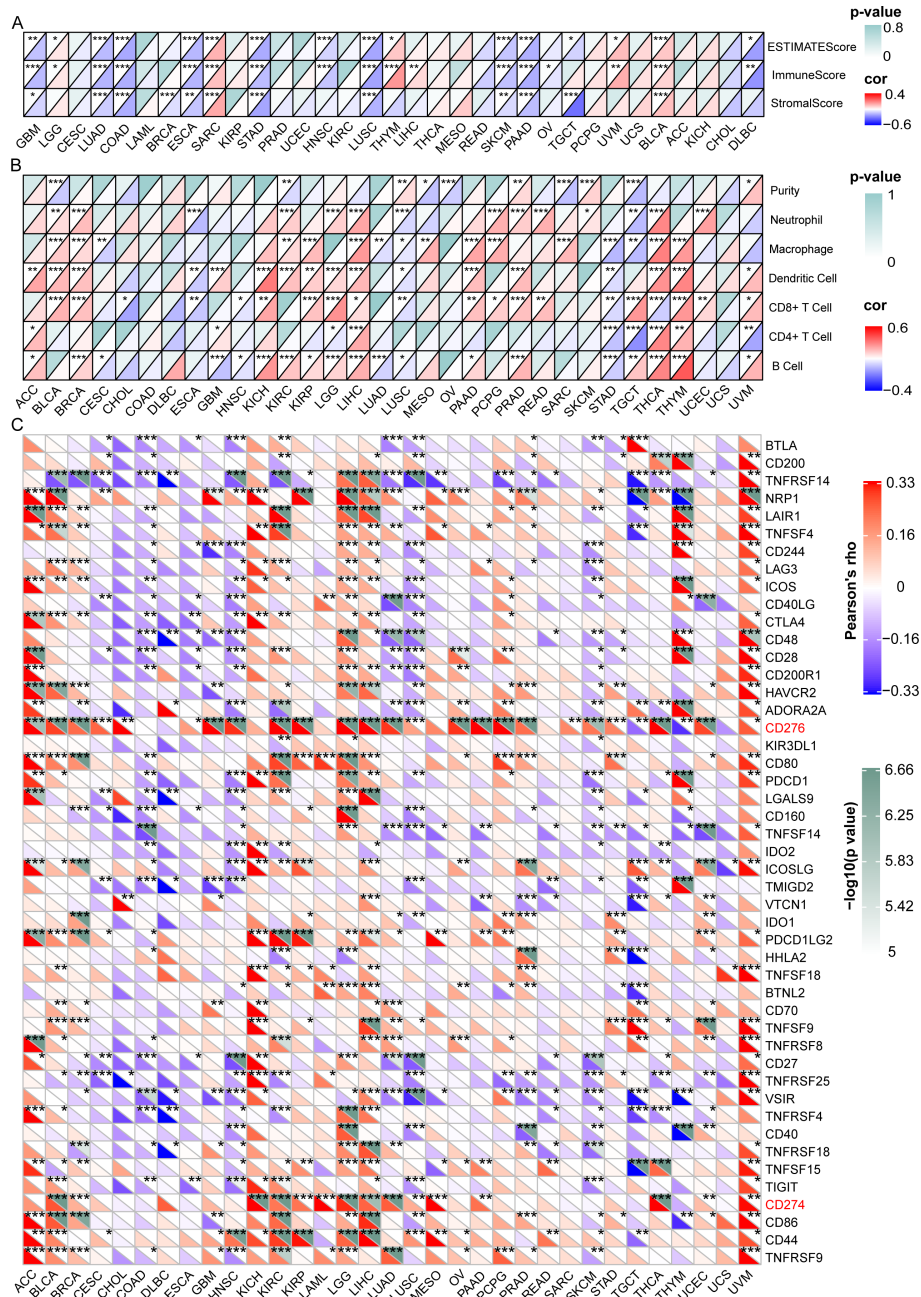 A
ESTIMATEScore
ImmuneScore
StromalScore
GBM LGG CESC LUAD COAD LAML BRCA ESCA SARC KIRP STAD PRAD UCEC HNSC KIRC LUSC THYM LIHC THCA MESO READ SKCM PAAD OV TGCT PCPG UVM UCS BLCA ACC KICH CHOL DLBC
p-value
0.8
0
cor
0.4
−0.6
B
Purity
Neutrophil
Macrophage
Dendritic Cell
CD8+ T Cell
CD4+ T Cell
B Cell
ACC BLCA BRCA CESC CHOL COAD DLBC ESCA GBM HNSC KICH KIRC KIRP LGG LIHC LUAD LUSC MESO OV PAAD PCPG PRAD READ SARC SKCM STAD TGCT THCA THYM UCEC UCS UVM
p-value
1
0
cor
0.6
−0.4
C
BTLA
CD200
TNFRSF14
NRP1
LAIR1
TNFSF4
CD244
LAG3
ICOS
CD40LG
CTLA4
CD48
CD28
CD200R1
HAVCR2
ADORA2A
CD276
KIR3DL1
CD80
PDCD1
LGALS9
CD160
TNFSF14
IDO2
ICOSLG
TMIGD2
VTCN1
IDO1
PDCD1LG2
HHLA2
TNFSF18
BTNL2
CD70
TNFSF9
TNFRSF8
CD27
TNFRSF25
VSIR
TNFRSF4
CD40
TNFRSF18
TNFSF15
TIGIT
CD274
CD86
CD44
TNFRSF9
ACC BLCA BRCA CESC CHOL COAD DLBC ESCA GBM HNSC KICH KIRC KIRP LAML LGG LIHC LUAD LUSC MESO OV PAAD PCPG PRAD READ SARC SKCM STAD TGCT THCA THYM UCEC UCS UVM
Pearson's rho
0.33
0.16
0
−0.16
−0.33
−log10(p value)
6.66
6.25
5.83
5.42
5